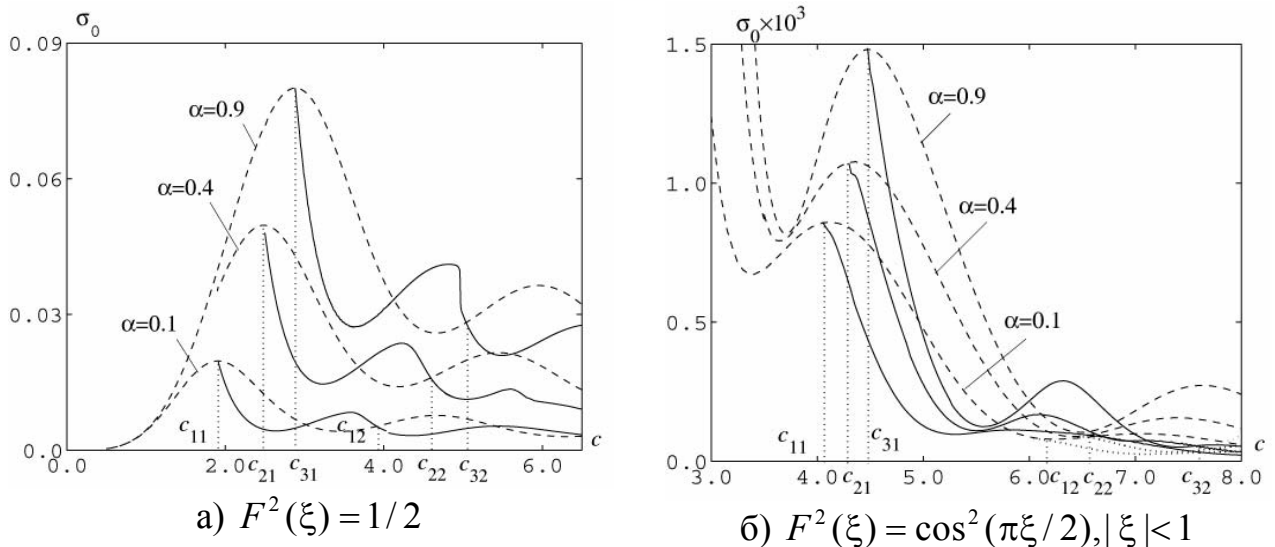 σ₀
0.09
0.06
0.03
0.0
α=0.9
α=0.4
α=0.1
c₁₁
c₁₂
c
0.0 2.0 4.0 6.0
c₂₁ c₃₁ c₂₂ c₃₂
а) F²(ξ) = 1/2
σ₀×10³
1.5
1.0
0.5
0.0
α=0.9
α=0.4
α=0.1
c₁₁
c₃₁
c
3.0 4.0 5.0 6.0 7.0 8.0
c₂₁ c₁₂ c₂₂ c₃₂
б) F²(ξ) = cos²(πξ/2),|ξ|<1